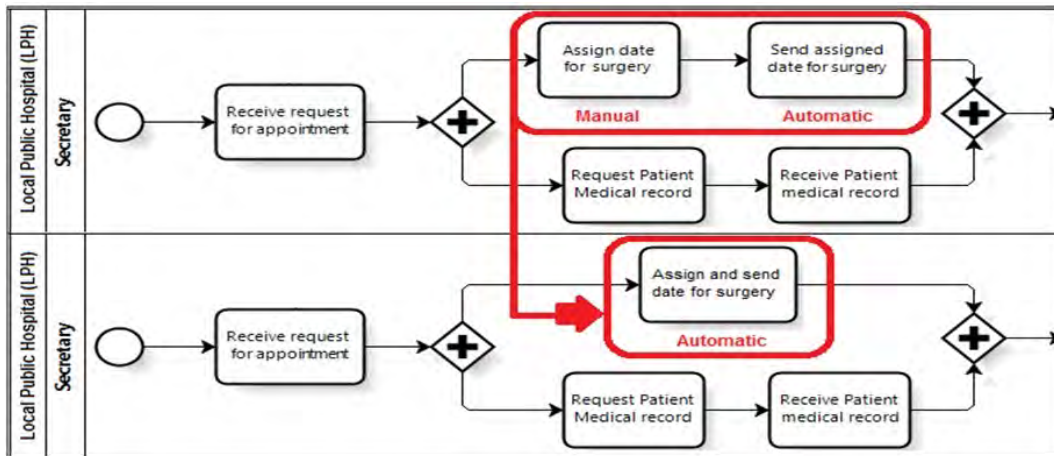 Local Public Hospital (LPH)
Secretary
Receive request
for appointment
Assign date
for surgery
Send assigned
date for surgery
Manual
Automatic
Request Patient
Medical record
Receive Patient
medical record
Local Public Hospital (LPH)
Secretary
Receive request
for appointment
Assign and send
date for surgery
Automatic
Request Patient
Medical record
Receive Patient
medical record